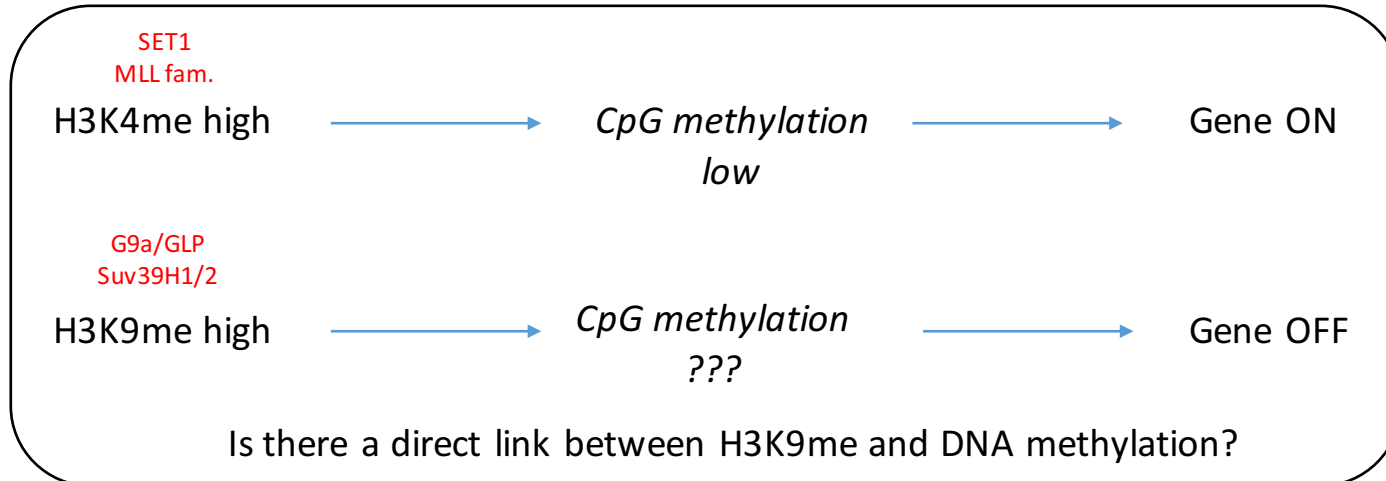 SET1
MLL fam.
H3K4me high
CpG methylation
low
Gene ON
G9a/GLP
Suv39H1/2
H3K9me high
CpG methylation
???
Gene OFF
Is there a direct link between H3K9me and DNA methylation?